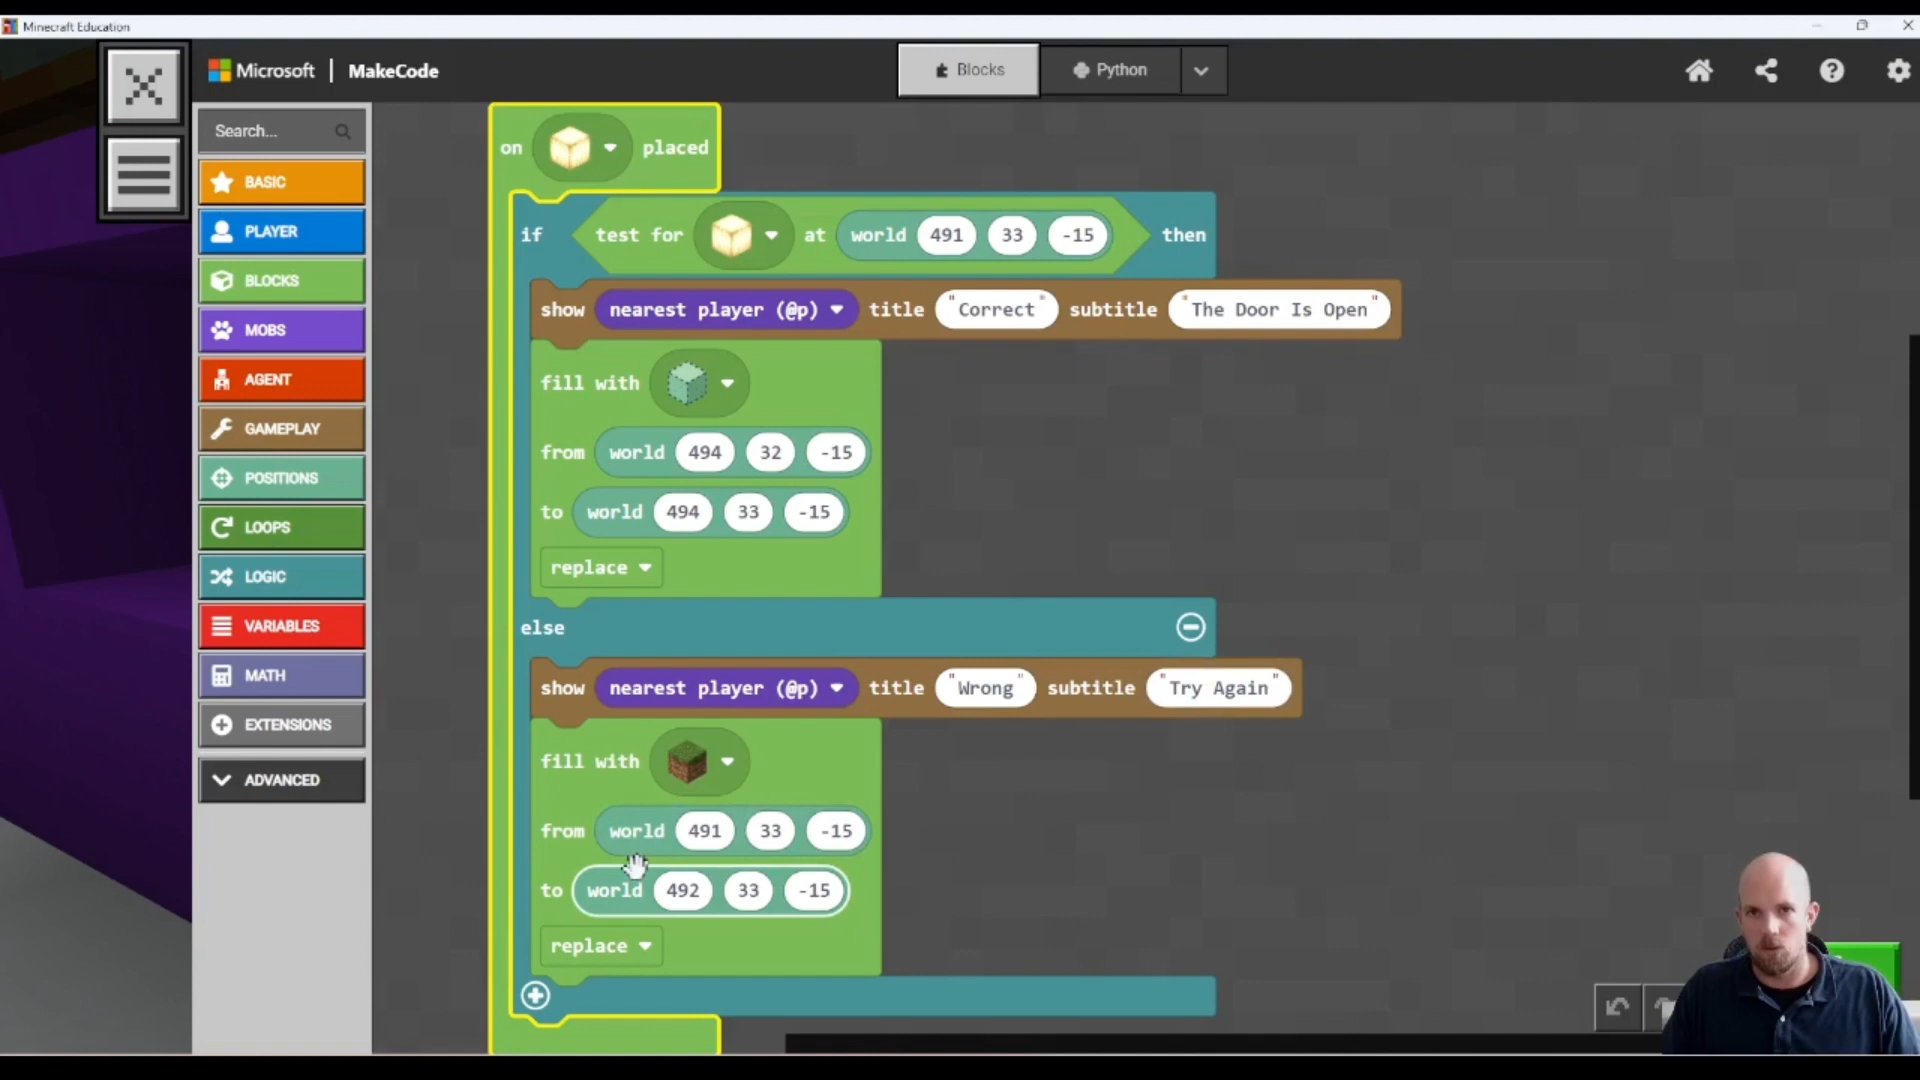 Minecraft Education
Microsoft | MakeCode
Blocks
Python
Search...
BASIC
PLAYER
BLOCKS
MOBS
AGENT
GAMEPLAY
POSITIONS
LOOPS
LOGIC
VARIABLES
MATH
EXTENSIONS
ADVANCED
on placed
if test for at world 491 33 -15 then
show nearest player (@p) title "Correct" subtitle "The Door Is Open"
fill with
from world 494 32 -15
to world 494 33 -15
replace
else
show nearest player (@p) title "Wrong" subtitle "Try Again"
fill with
from world 491 33 -15
to world 492 33 -15
replace